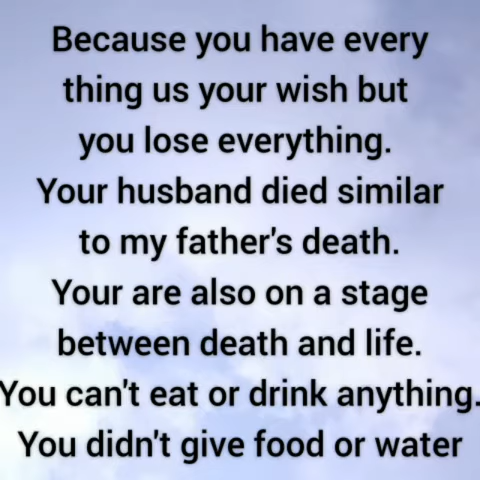 Because you have every
thing us your wish but
you lose everything.
Your husband died similar
to my father's death.
Your are also on a stage
between death and life.
You can't eat or drink anything.
You didn't give food or water